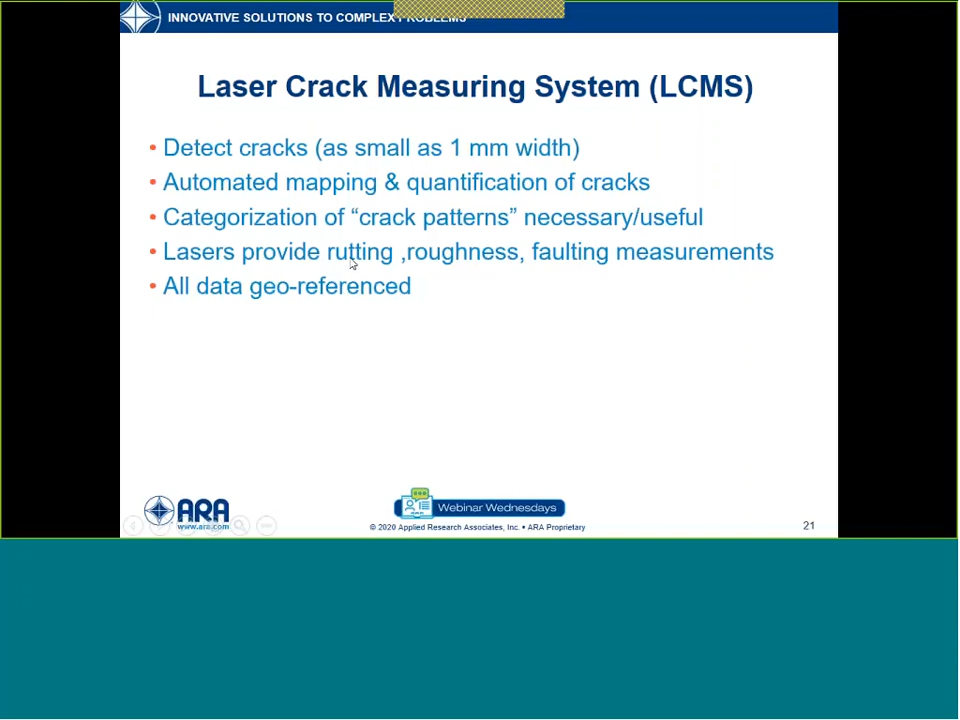 INNOVATIVE SOLUTIONS TO COMPLEX PROBLEMS
Laser Crack Measuring System (LCMS)
• Detect cracks (as small as 1 mm width)
• Automated mapping & quantification of cracks
• Categorization of “crack patterns” necessary/useful
• Lasers provide rutting ,roughness, faulting measurements
• All data geo-referenced
ARA
www.ara.com
Webinar Wednesdays
© 2020 Applied Research Associates, Inc. • ARA Proprietary
21